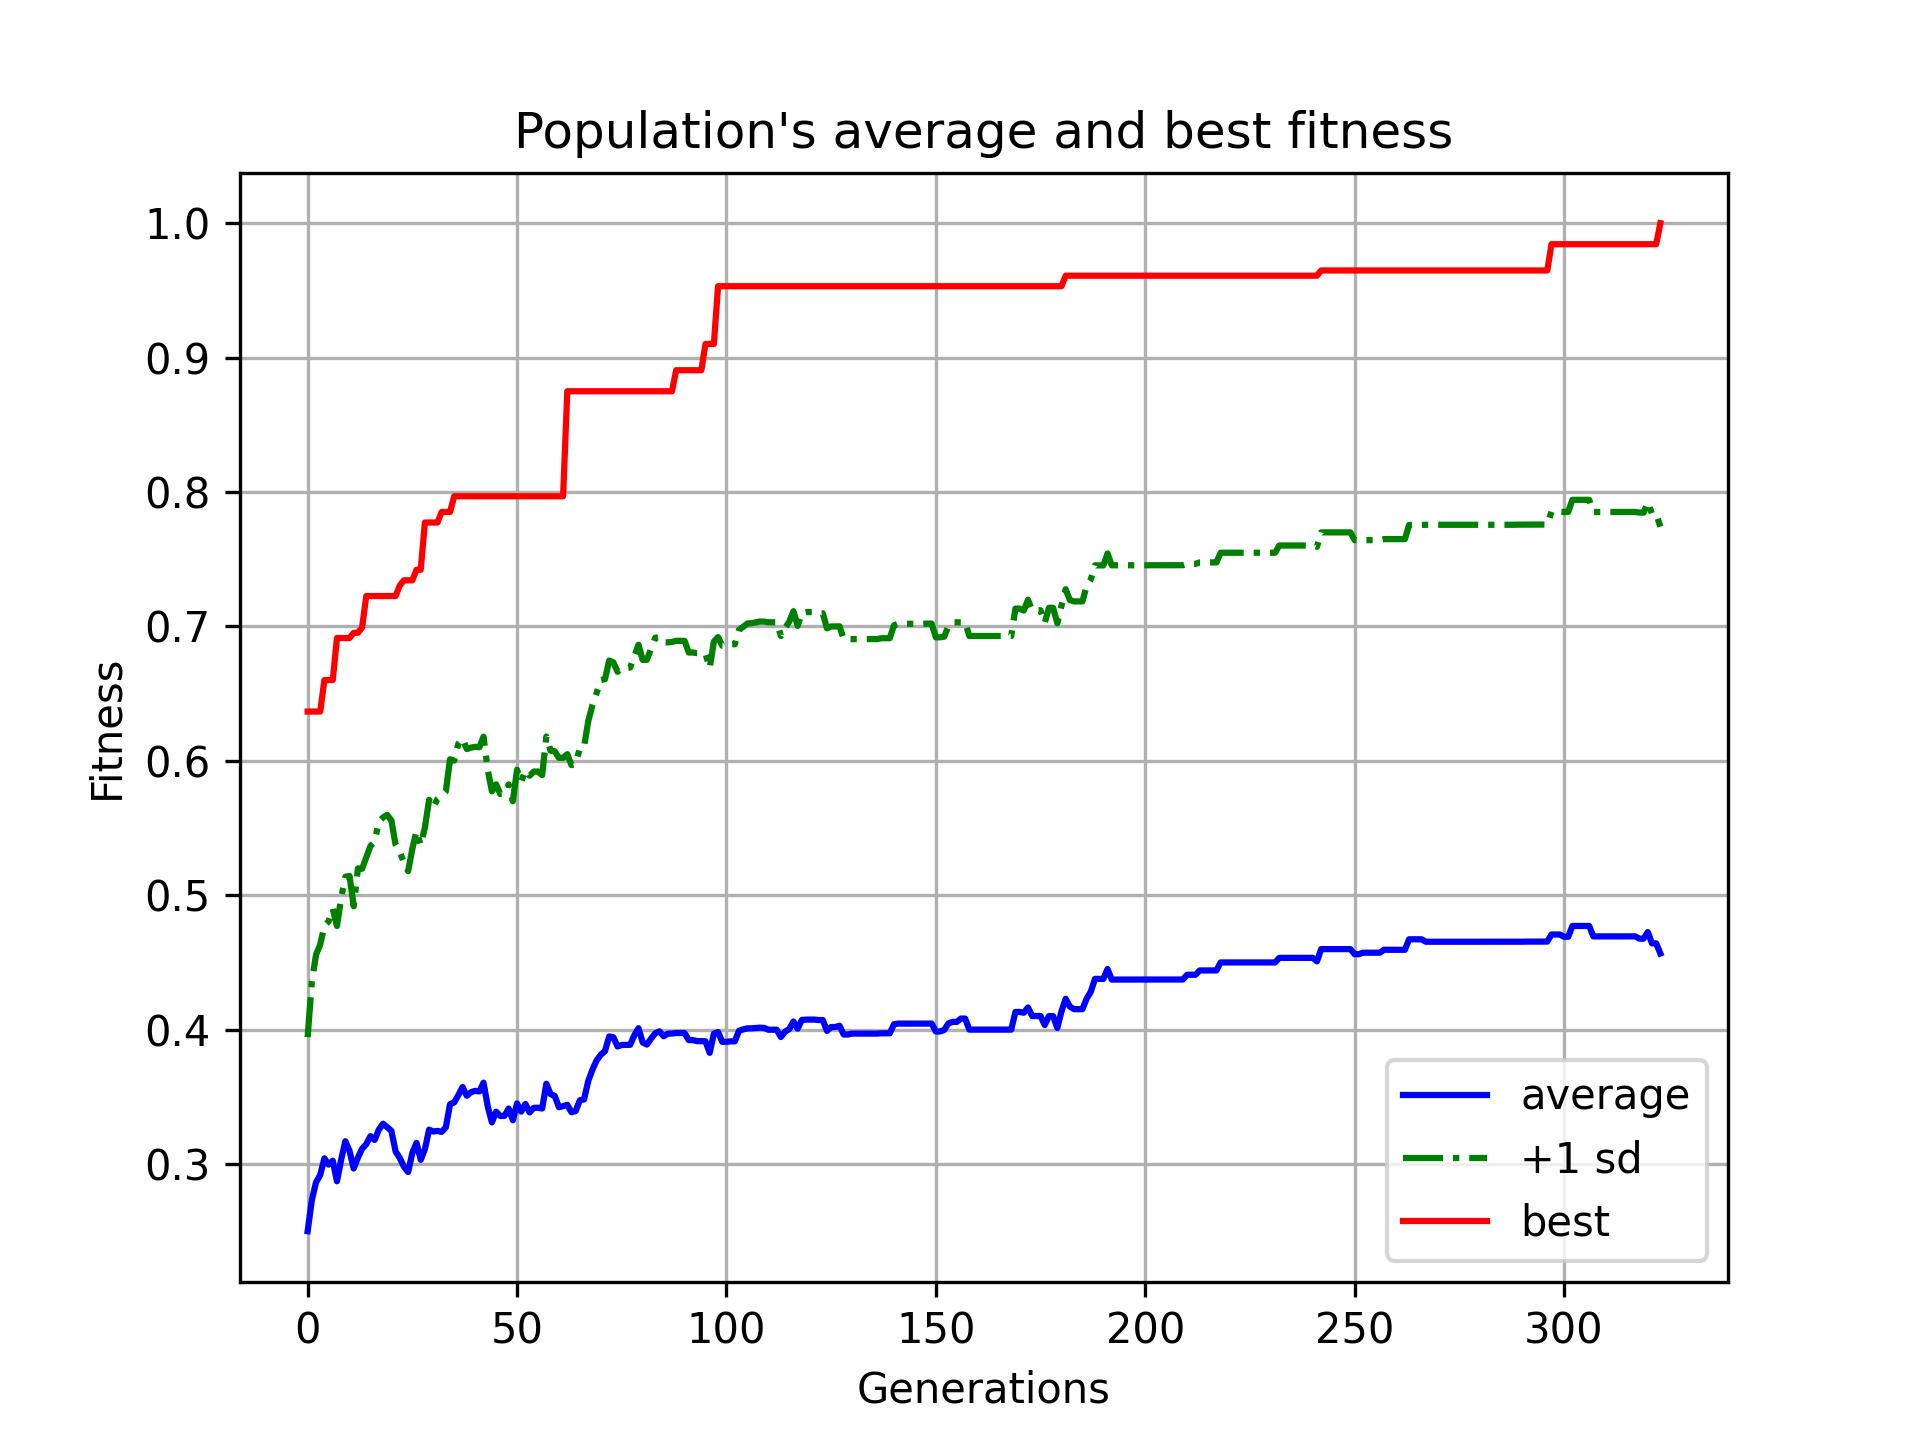 Population's average and best fitness
1.0
0.9
0.8
0.7
0.6
0.5
0.4
0.3
Fitness
average
+1 sd
best
0 50 100 150 200 250 300
Generations